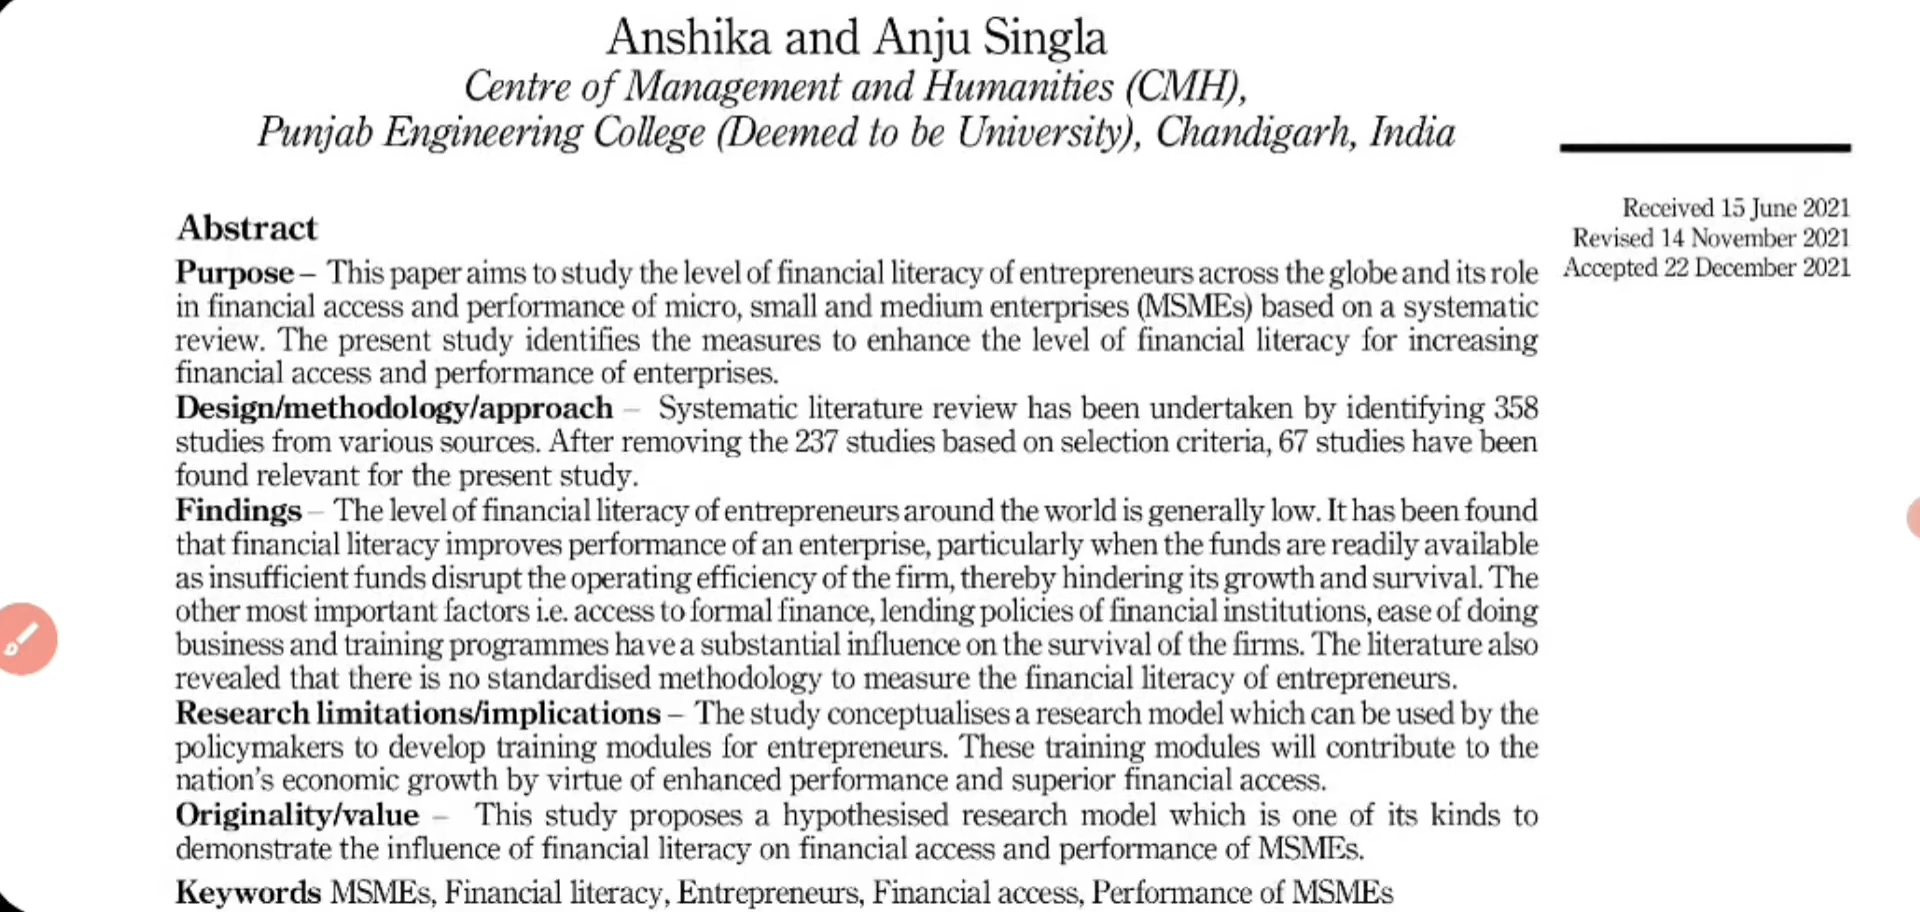 Anshika and Anju Singla
Centre of Management and Humanities (CMH),
Punjab Engineering College (Deemed to be University), Chandigarh, India
Received 15 June 2021
Revised 14 November 2021
Accepted 22 December 2021
Abstract
Purpose – This paper aims to study the level of financial literacy of entrepreneurs across the globe and its role
in financial access and performance of micro, small and medium enterprises (MSMEs) based on a systematic
review. The present study identifies the measures to enhance the level of financial literacy for increasing
financial access and performance of enterprises.
Design/methodology/approach – Systematic literature review has been undertaken by identifying 358
studies from various sources. After removing the 237 studies based on selection criteria, 67 studies have been
found relevant for the present study.
Findings – The level of financial literacy of entrepreneurs around the world is generally low. It has been found
that financial literacy improves performance of an enterprise, particularly when the funds are readily available
as insufficient funds disrupt the operating efficiency of the firm, thereby hindering its growth and survival. The
other most important factors i.e. access to formal finance, lending policies of financial institutions, ease of doing
business and training programmes have a substantial influence on the survival of the firms. The literature also
revealed that there is no standardised methodology to measure the financial literacy of entrepreneurs.
Research limitations/implications – The study conceptualises a research model which can be used by the
policymakers to develop training modules for entrepreneurs. These training modules will contribute to the
nation's economic growth by virtue of enhanced performance and superior financial access.
Originality/value – This study proposes a hypothesised research model which is one of its kinds to
demonstrate the influence of financial literacy on financial access and performance of MSMEs.
Keywords MSMEs, Financial literacy, Entrepreneurs, Financial access, Performance of MSMEs